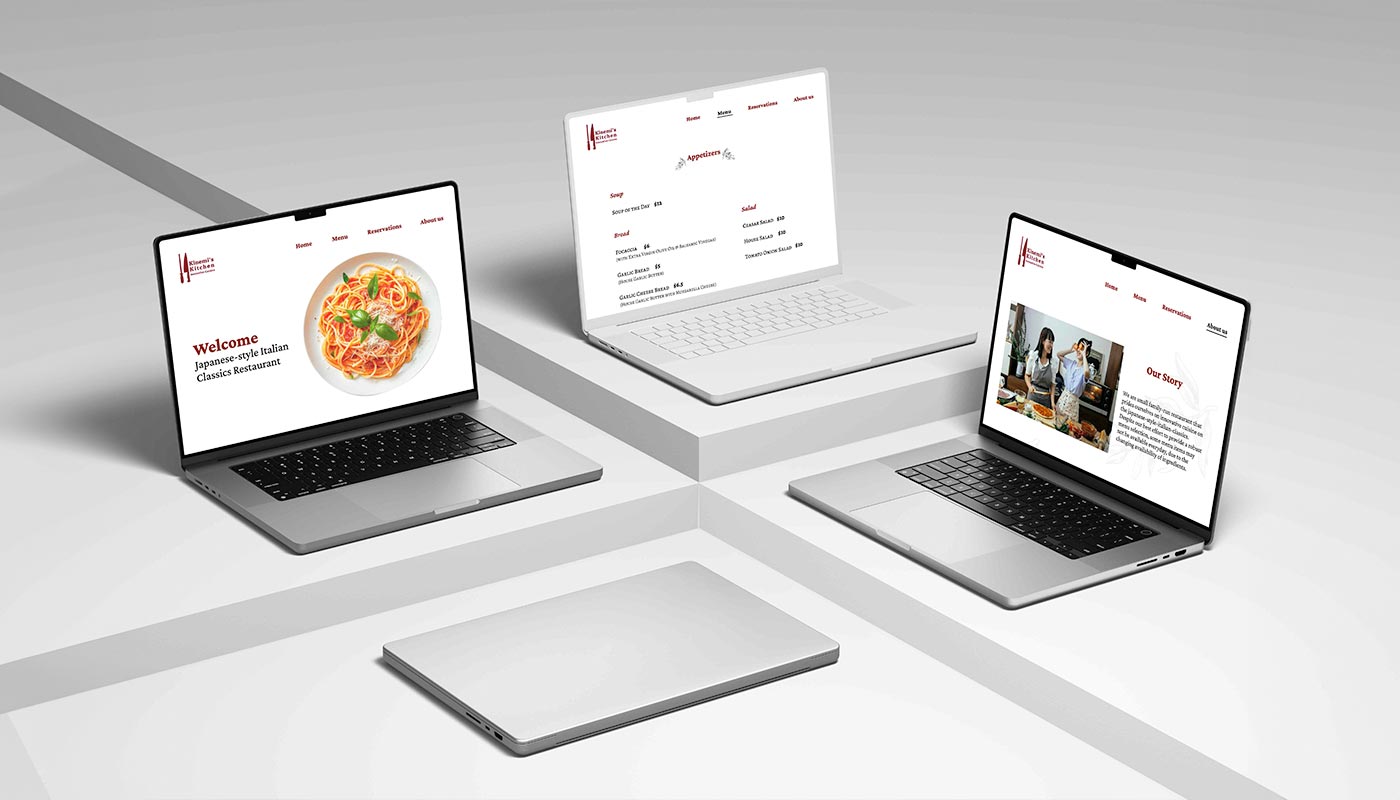 Kinemi's
Kitchen
Home
Menu
Reservations
About us
Welcome
Japanese-style Italian
Classics Restaurant
Kinemi's
Kitchen
Home
Menu
Reservations
About us
Appetizers
Soup
Soup of the Day $12
Bread
Focaccia $6
(with Extra Virgin Olive Oil & Balsamic Vinegar)
Garlic Bread $5
(House Garlic Butter)
Garlic Cheese Bread $6.5
(House Garlic Butter with Mozzarella Cheese)
Salad
Ceasar Salad $10
House Salad $10
Tomato Onion Salad $10
Kinemi's
Kitchen
Home
Menu
Reservations
About us
Our Story
We are small family-run restaurant that
prides ourselves on innovative cuisine on
the japanese-style-italian-classics.
Despite our best effort to provide a robust
menu selection, some menu items may
not be available everyday, due to the
changing availability of ingredients.